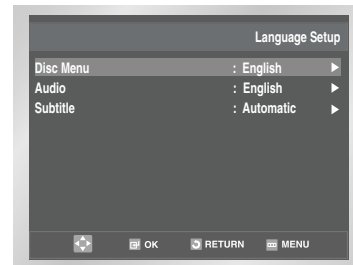 Language Setup
Disc Menu : English
Audio : English
Subtitle : Automatic
OK RETURN MENU